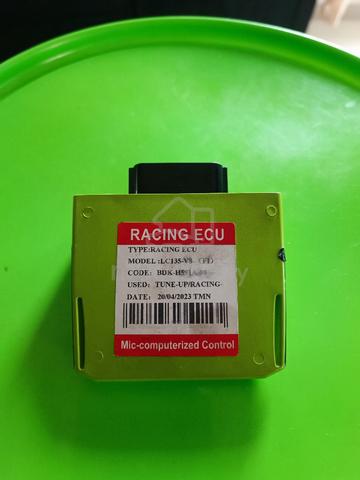 RACING ECU
TYPE:RACING ECU
MODEL :LC135-V8
CODE:
USED: TUNE-UP/RACING
DATE: 20/04/2023 TMN
Mic-computerized Control